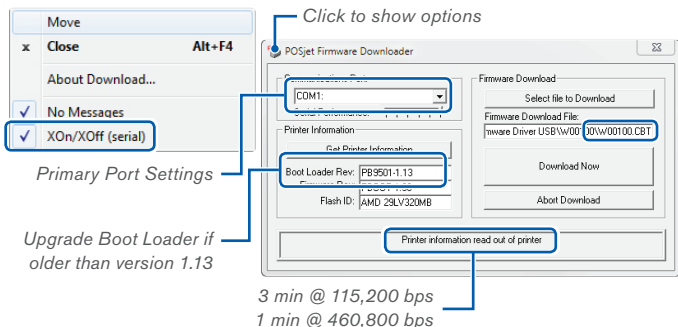 Click to show options
Move
x Close Alt+F4
About Download...
No Messages
XOn/XOff (serial)
Primary Port Settings
Upgrade Boot Loader if
older than version 1.13
POSjet Firmware Downloader
COM1:
Printer Information
Get Printer Information
Boot Loader Rev: PB9501-1.13
Flash ID: AMD 29LV320MB
Firmware Download
Select file to Download
Firmware Download File:
mware Driver USB\W00100\W00100.CBT
Download Now
Abort Download
Printer information read out of printer
3 min @ 115,200 bps
1 min @ 460,800 bps